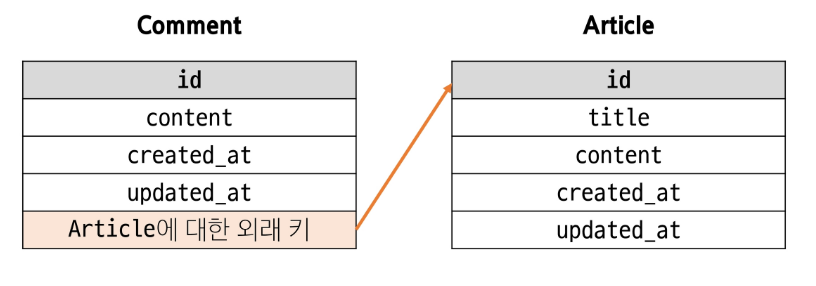 Comment
id
content
created_at
updated_at
Article에 대한 외래 키
Article
id
title
content
created_at
updated_at